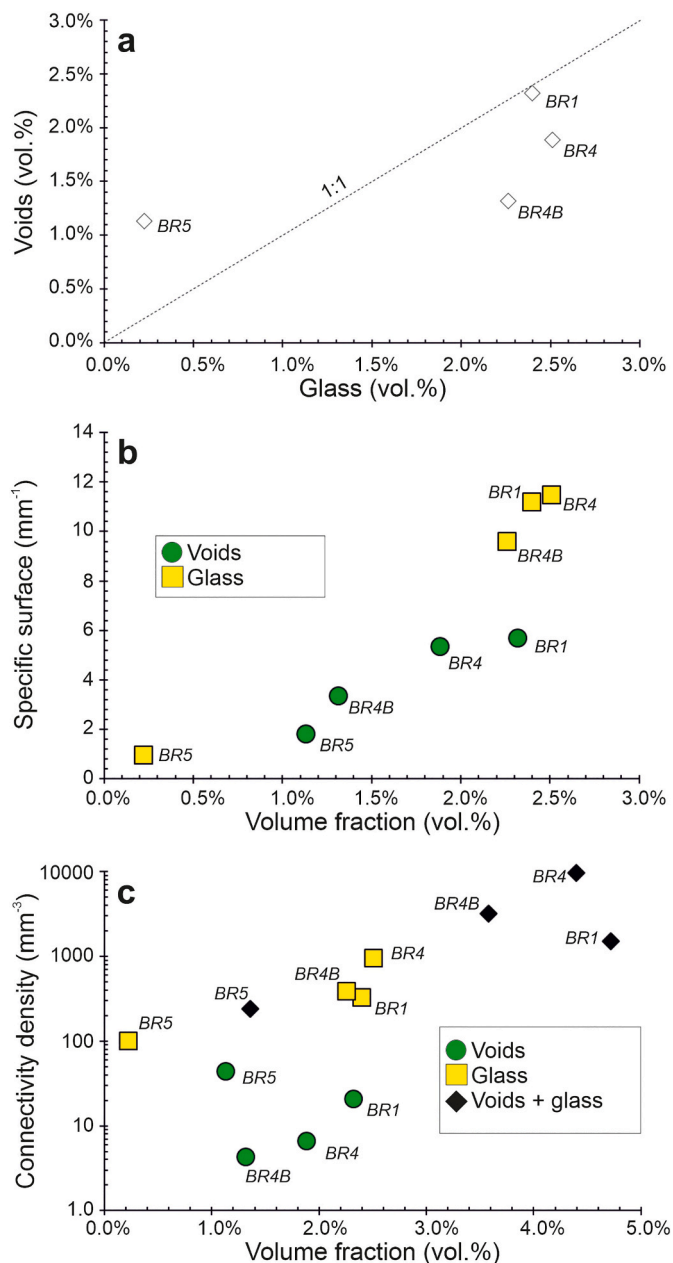 a
3.0%
2.5%
2.0%
1.5%
1.0%
0.5%
0.0%
Voids (vol.%)
1:1
BR1
BR4
BR4B
BR5
0.0% 0.5% 1.0% 1.5% 2.0% 2.5% 3.0%
Glass (vol.%)
b
14
12
10
8
6
4
2
0
Specific surface (mm⁻¹)
Voids
Glass
BR1
BR4
BR4B
BR4
BR1
BR4B
BR5
BR5
0.0% 0.5% 1.0% 1.5% 2.0% 2.5% 3.0%
Volume fraction (vol.%)
c
10000
1000
100
10
1.0
Connectivity density (mm⁻³)
BR4
BR4B
BR1
BR4
BR4B
BR1
BR5
BR5
BR5
BR1
BR4
BR4B
Voids
Glass
Voids + glass
0.0% 1.0% 2.0% 3.0% 4.0% 5.0%
Volume fraction (vol.%)